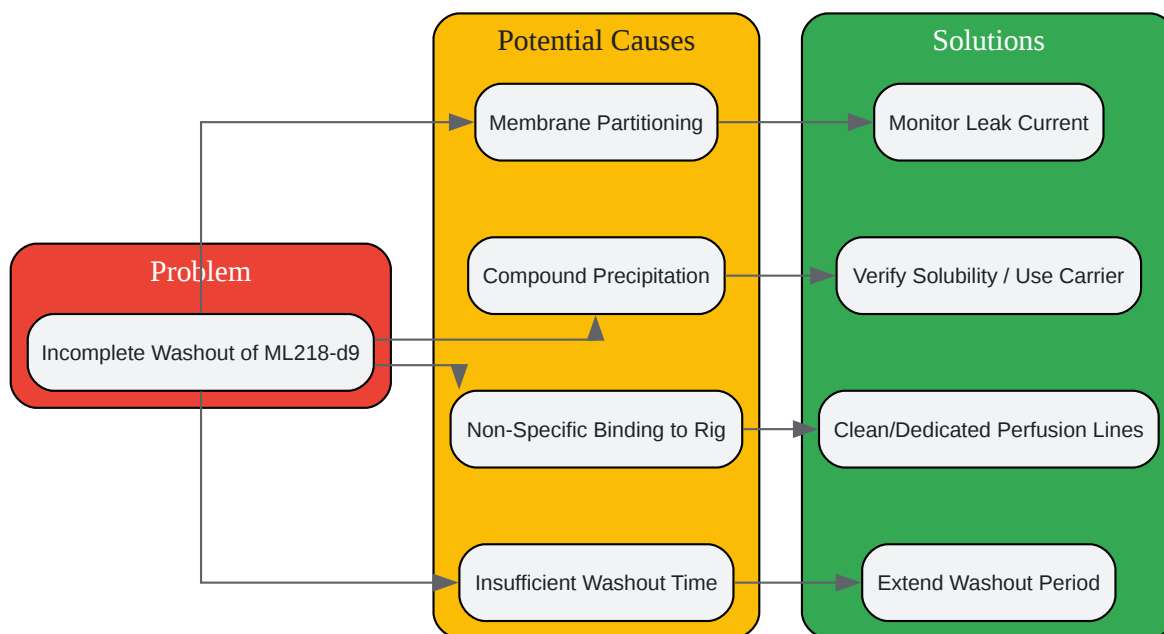 Problem
Incomplete Washout of ML218-d9
Potential Causes
Membrane Partitioning
Compound Precipitation
Non-Specific Binding to Rig
Insufficient Washout Time
Solutions
Monitor Leak Current
Verify Solubility / Use Carrier
Clean/Dedicated Perfusion Lines
Extend Washout Period